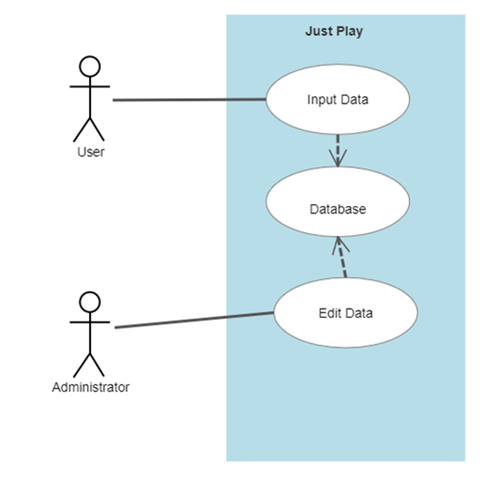 Just Play
Input Data
User
Database
Edit Data
Administrator